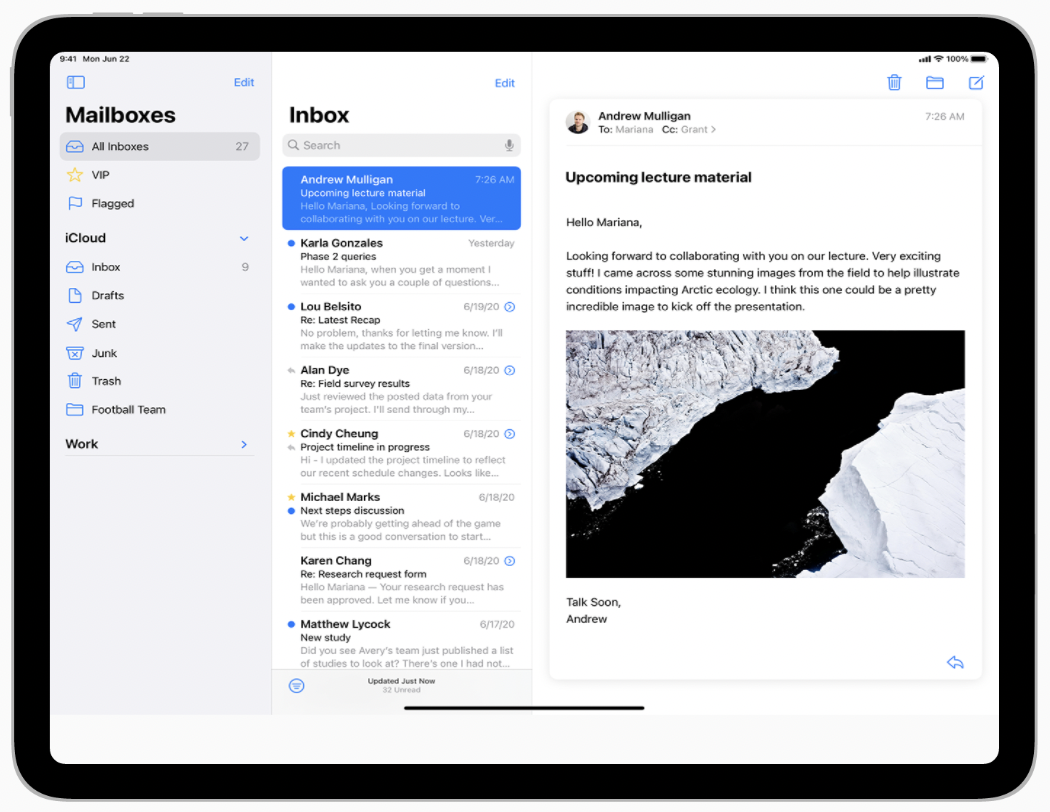 9:41 Mon Jun 22
100%
Edit
Mailboxes
All Inboxes 27
VIP
Flagged
iCloud
Inbox 9
Drafts
Sent
Junk
Trash
Football Team
Work
Edit
Inbox
Search
Andrew Mulligan 7:26 AM
Upcoming lecture material
Hello Mariana, Looking forward to
collaborating with you on our lecture. Ver...
Karla Gonzales Yesterday
Phase 2 queries
Hello Mariana, when you get a moment I
wanted to ask you a couple of questions...
Lou Belsito 6/19/20
Re: Latest Recap
No problem, thanks for letting me know. I'll
make the updates to the final version...
Alan Dye 6/18/20
Re: Field survey results
Just reviewed the posted data from your
team's project. I'll send through my...
Cindy Cheung 6/18/20
Project timeline in progress
Hi - I updated the project timeline to reflect
our recent schedule changes. Looks like...
Michael Marks 6/18/20
Next steps discussion
We're probably getting ahead of the game
but this is a good conversation to start...
Karen Chang 6/18/20
Re: Research request form
Hello Mariana — Your research request has
been approved. Let me know if you...
Matthew Lycock 6/17/20
New study
Did you see Avery's team just published a list
of studies to look at? There's one I had not...
Updated Just Now
32 Unread
Andrew Mulligan 7:26 AM
To: Mariana Cc: Grant >
Upcoming lecture material
Hello Mariana,
Looking forward to collaborating with you on our lecture. Very exciting
stuff! I came across some stunning images from the field to help illustrate
conditions impacting Arctic ecology. I think this one could be a pretty
incredible image to kick off the presentation.
Talk Soon,
Andrew